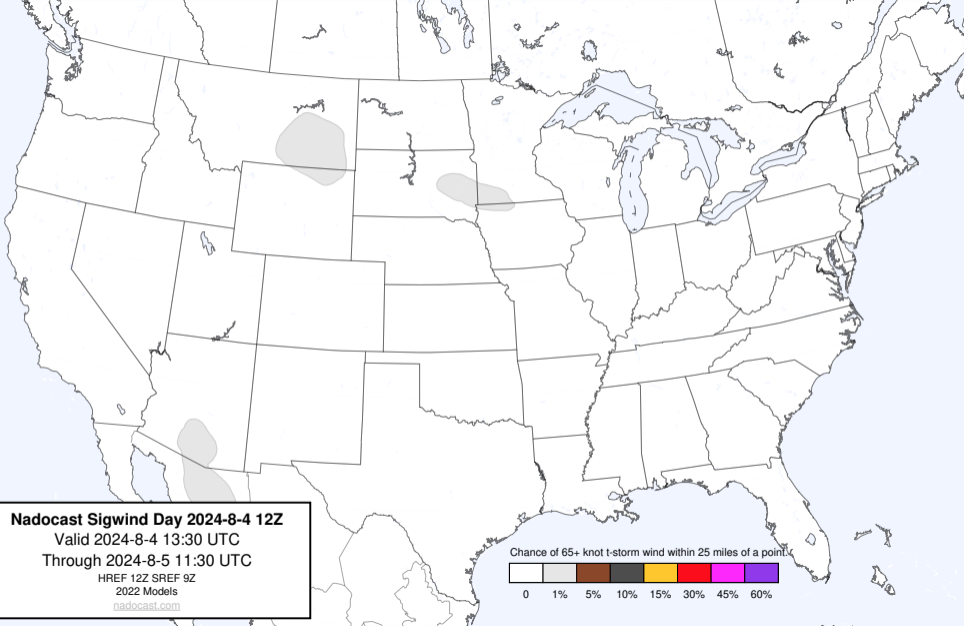 Nadocast Sigwind Day 2024-8-4 12Z
Valid 2024-8-4 13:30 UTC
Through 2024-8-5 11:30 UTC
HREF 12Z SREF 9Z
2022 Models
nadocast.com
Chance of 65+ knot t-storm wind within 25 miles of a point.
0 1% 5% 10% 15% 30% 45% 60%